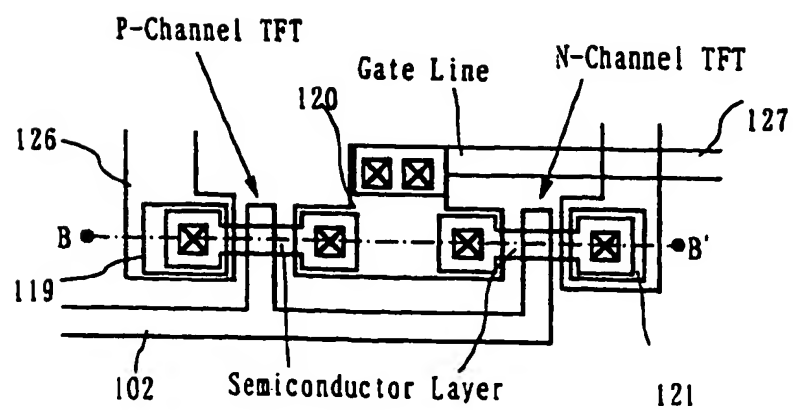 P-Channel TFT
Gate Line
N-Channel TFT
120
127
126
B
B'
119
102
Semiconductor Layer
121